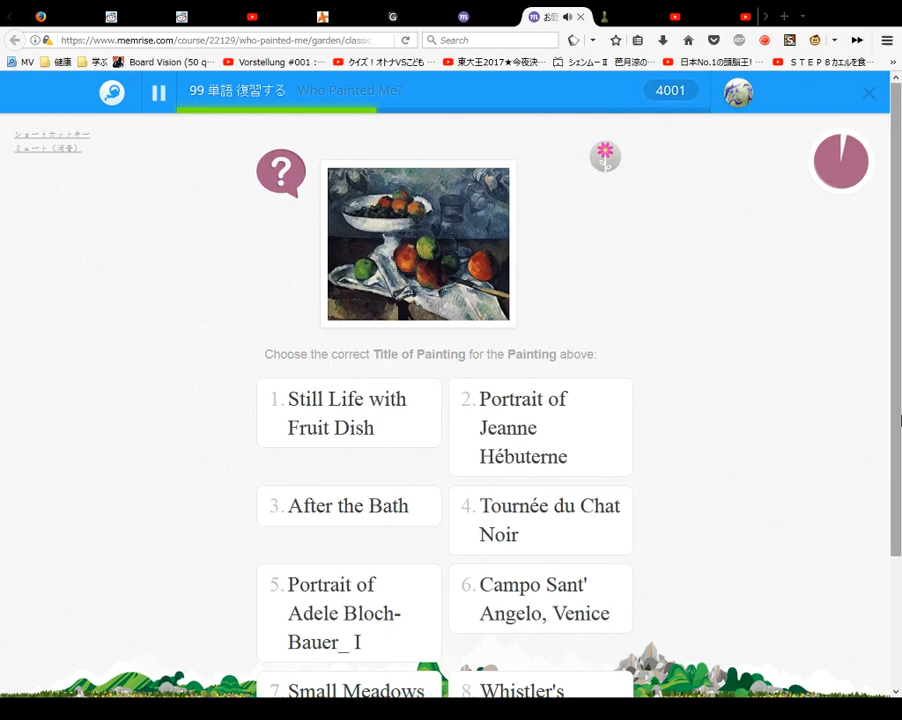 お世
https://www.memrise.com/course/22129/who-painted-me/garden/classic_
Search
MV
健康
学ぶ
Board Vision (50 q…
Vorstellung #001 :…
クイズ！オトナVSこども
東大王2017★今夜決…
シェンムーⅡ 芭月涼の…
日本No.1の頭脳王!
ＳＴＥＰ８カエルを食…
99 単語 復習する Who Painted Me?
4001
ショートカットキー
ミュート（消音）
?
Choose the correct Title of Painting for the Painting above:
1. Still Life with
Fruit Dish
2. Portrait of
Jeanne
Hébuterne
3. After the Bath
4. Tournée du Chat
Noir
5. Portrait of
Adele Bloch-
Bauer_ I
6. Campo Sant'
Angelo, Venice
7. Small Meadows
8. Whistler's